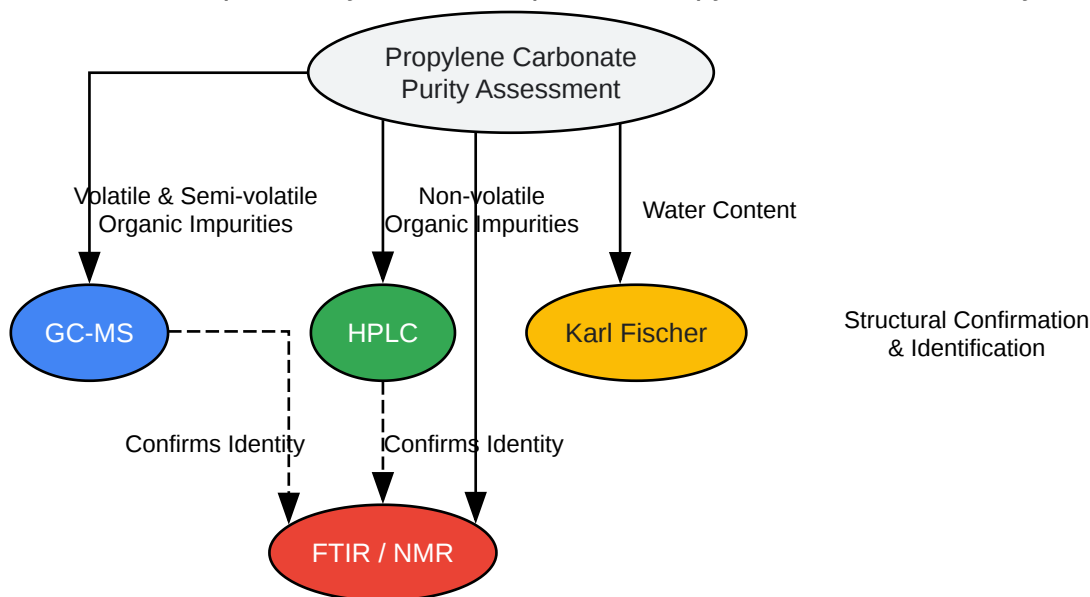 Propylene Carbonate
Purity Assessment
Volatile & Semi-volatile
Organic Impurities
Non-volatile
Organic Impurities
Water Content
GC-MS
HPLC
Karl Fischer
Structural Confirmation
& Identification
Confirms Identity
Confirms Identity
FTIR / NMR